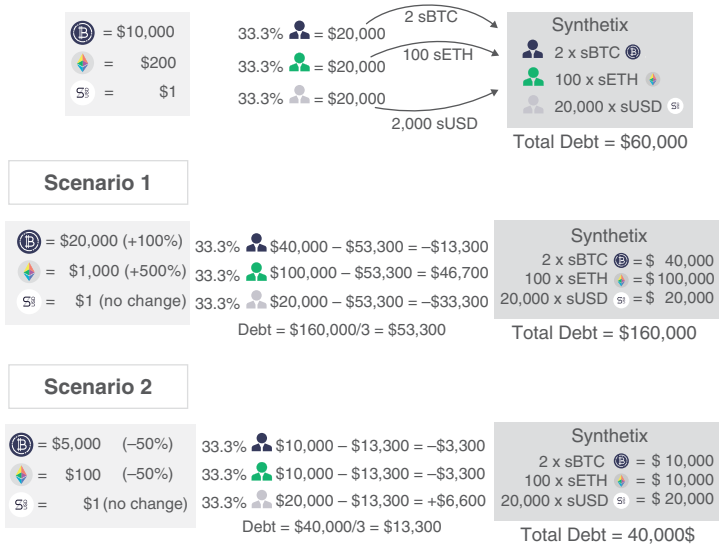 = $10,000
= $200
= $1
33.3% = $20,000
33.3% = $20,000
33.3% = $20,000
2 sBTC
100 sETH
2,000 sUSD
Synthetix
2 x sBTC
100 x sETH
20,000 x sUSD
Total Debt = $60,000
Scenario 1
= $20,000 (+100%)
= $1,000 (+500%)
= $1 (no change)
33.3% $40,000 – $53,300 = –$13,300
33.3% $100,000 – $53,300 = $46,700
33.3% $20,000 – $53,300 = –$33,300
Debt = $160,000/3 = $53,300
Synthetix
2 x sBTC = $ 40,000
100 x sETH = $ 100,000
20,000 x sUSD = $ 20,000
Total Debt = $160,000
Scenario 2
= $5,000 (–50%)
= $100 (–50%)
= $1 (no change)
33.3% $10,000 – $13,300 = –$3,300
33.3% $10,000 – $13,300 = –$3,300
33.3% $20,000 – $13,300 = +$6,600
Debt = $40,000/3 = $13,300
Synthetix
2 x sBTC = $ 10,000
100 x sETH = $ 10,000
20,000 x sUSD = $ 20,000
Total Debt = 40,000$